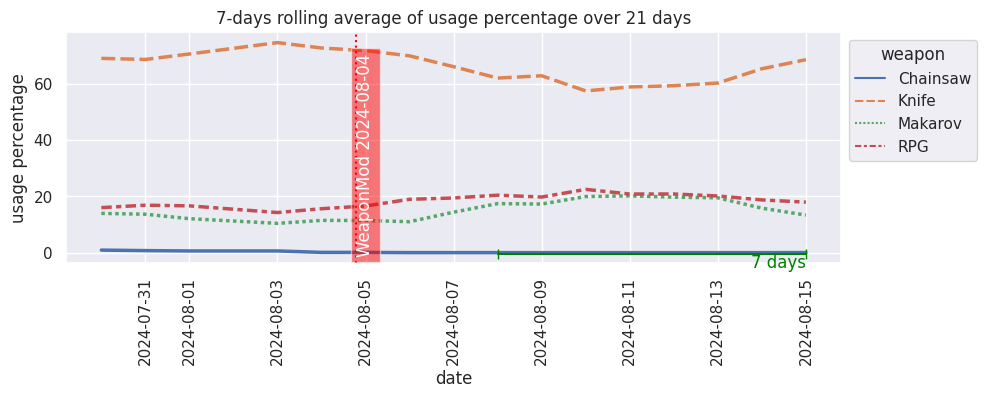 7-days rolling average of usage percentage over 21 days
usage percentage
60
40
20
0
WeaponMod 2024-08-04
7 days
2024-07-31
2024-08-01
2024-08-03
2024-08-05
2024-08-07
2024-08-09
2024-08-11
2024-08-13
2024-08-15
date
weapon
Chainsaw
Knife
Makarov
RPG